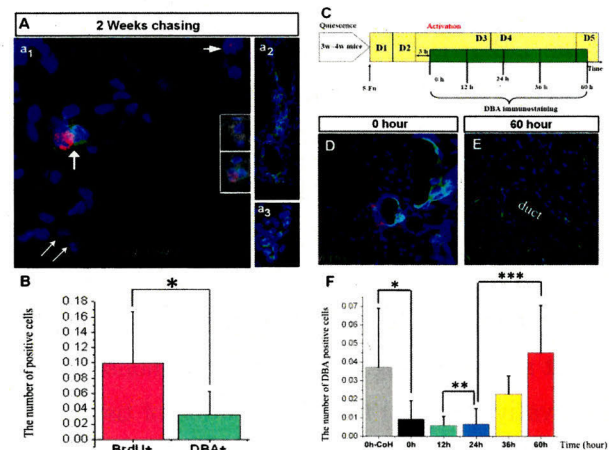 A
2 Weeks chasing
a1
a2
a3
C
Quiescence
Activation
3w-4w mice
D1
D2
D3
D4
D5
3 h
Time
0 h
12 h
24 h
36 h
60 h
5 Fu
DBA immunostaining
0 hour
60 hour
D
E
duct
B
*
The number of positive cells
0 18
0 16
0 14
0 12
0.10
0 08
0 06
0 04
0 02
0.00
BrdU+
DBA+
F
*
**
***
The number of DBA positive cells
0.07
0.06
0.05
0.04
0.03
0.02
0.01
0.00
0h-CoH
0h
12h
24h
36h
60h
Time (hour)